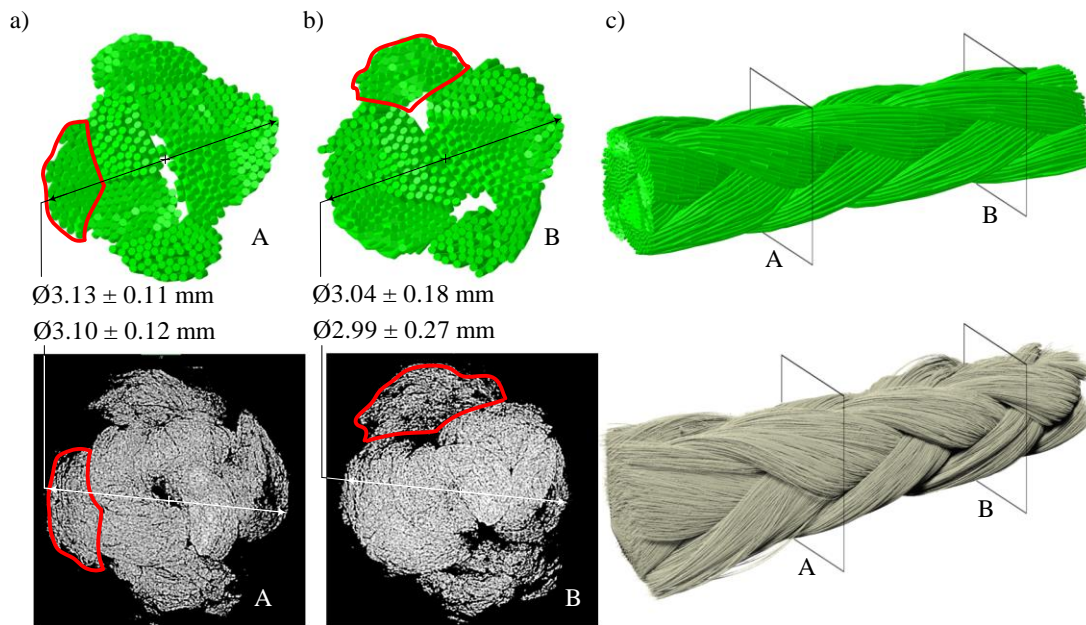 a)
b)
c)
A
B
A
B
Ø3.13 ± 0.11 mm
Ø3.10 ± 0.12 mm
Ø3.04 ± 0.18 mm
Ø2.99 ± 0.27 mm
A
B
A
B